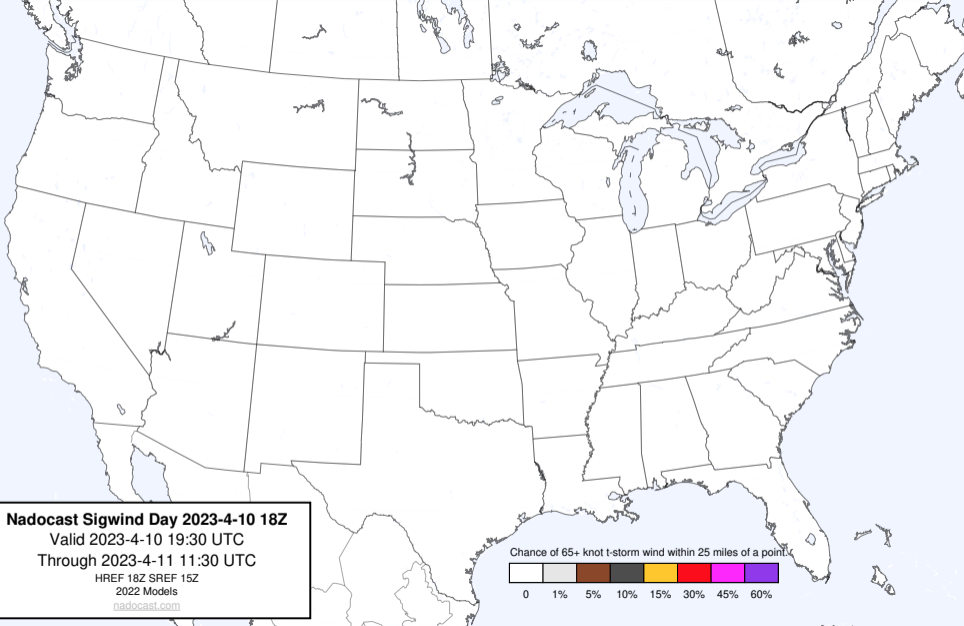 Nadocast Sigwind Day 2023-4-10 18Z
Valid 2023-4-10 19:30 UTC
Through 2023-4-11 11:30 UTC
HREF 18Z SREF 15Z
2022 Models
nadocast.com
Chance of 65+ knot t-storm wind within 25 miles of a point.
0 1% 5% 10% 15% 30% 45% 60%